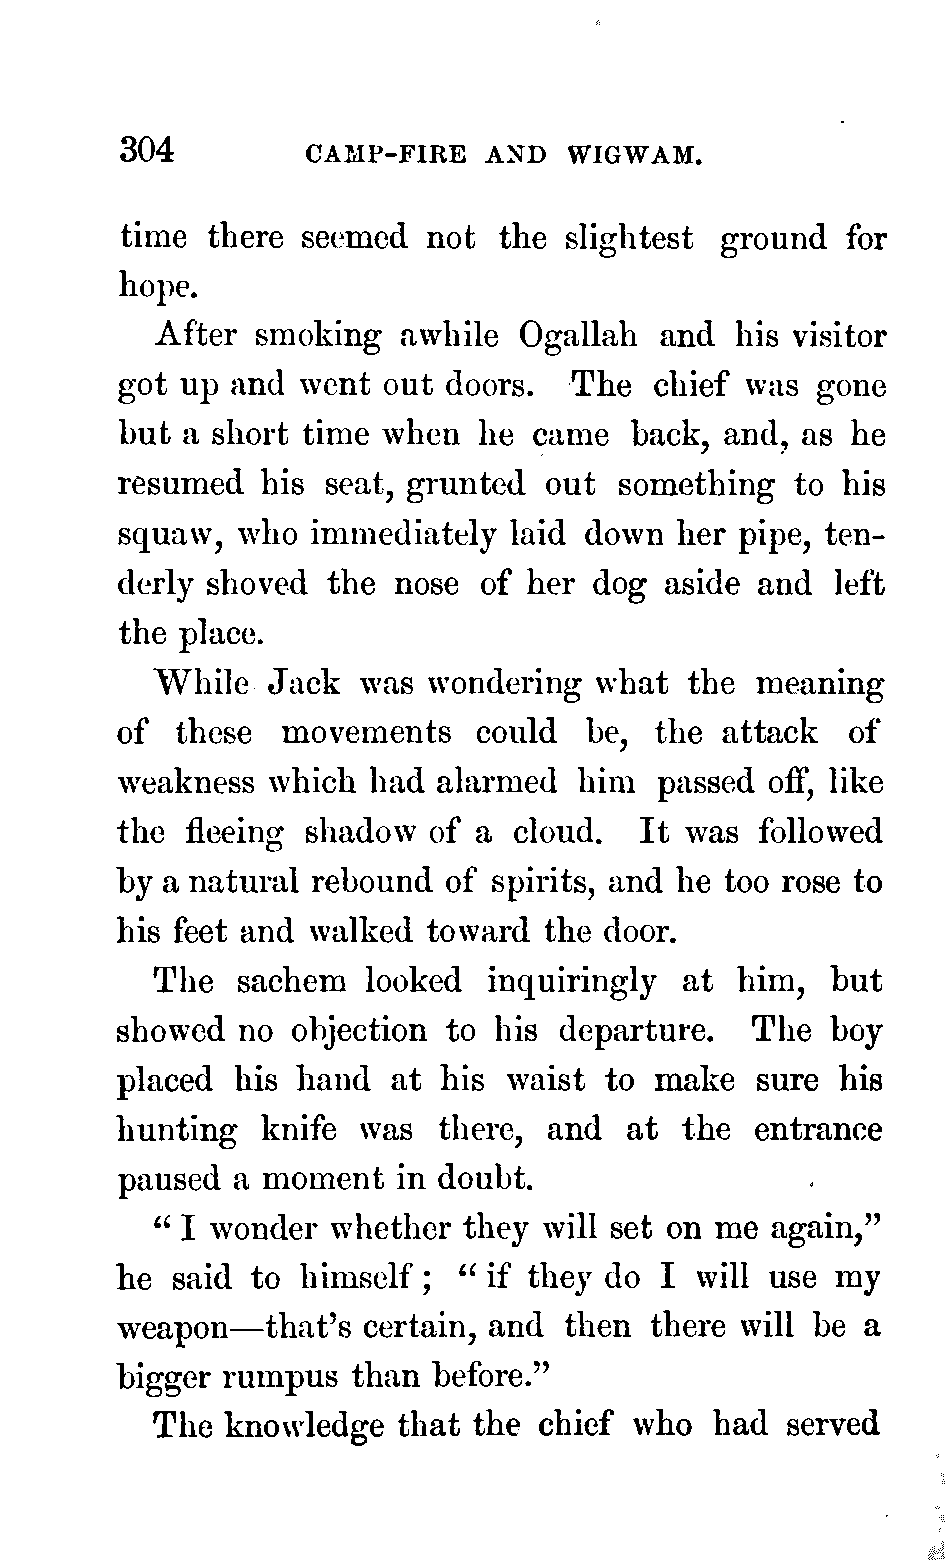 304 CAMP-FIRE AND WIGWAM.
time there seemed not the slightest ground for
hope.
After smoking awhile Ogallah and his visitor
got up and went out doors. The chief was gone
but a short time when he came back, and, as he
resumed his seat, grunted out something to his
squaw, who immediately laid down her pipe, ten-
derly shoved the nose of her dog aside and left
the place.
While Jack was wondering what the meaning
of these movements could be, the attack of
weakness which had alarmed him passed off, like
the fleeing shadow of a cloud. It was followed
by a natural rebound of spirits, and he too rose to
his feet and walked toward the door.
The sachem looked inquiringly at him, but
showed no objection to his departure. The boy
placed his hand at his waist to make sure his
hunting knife was there, and at the entrance
paused a moment in doubt.
“ I wonder whether they will set on me again,”
he said to himself ; “ if they do I will use my
weapon—that’s certain, and then there will be a
bigger rumpus than before.”
The knowledge that the chief who had served